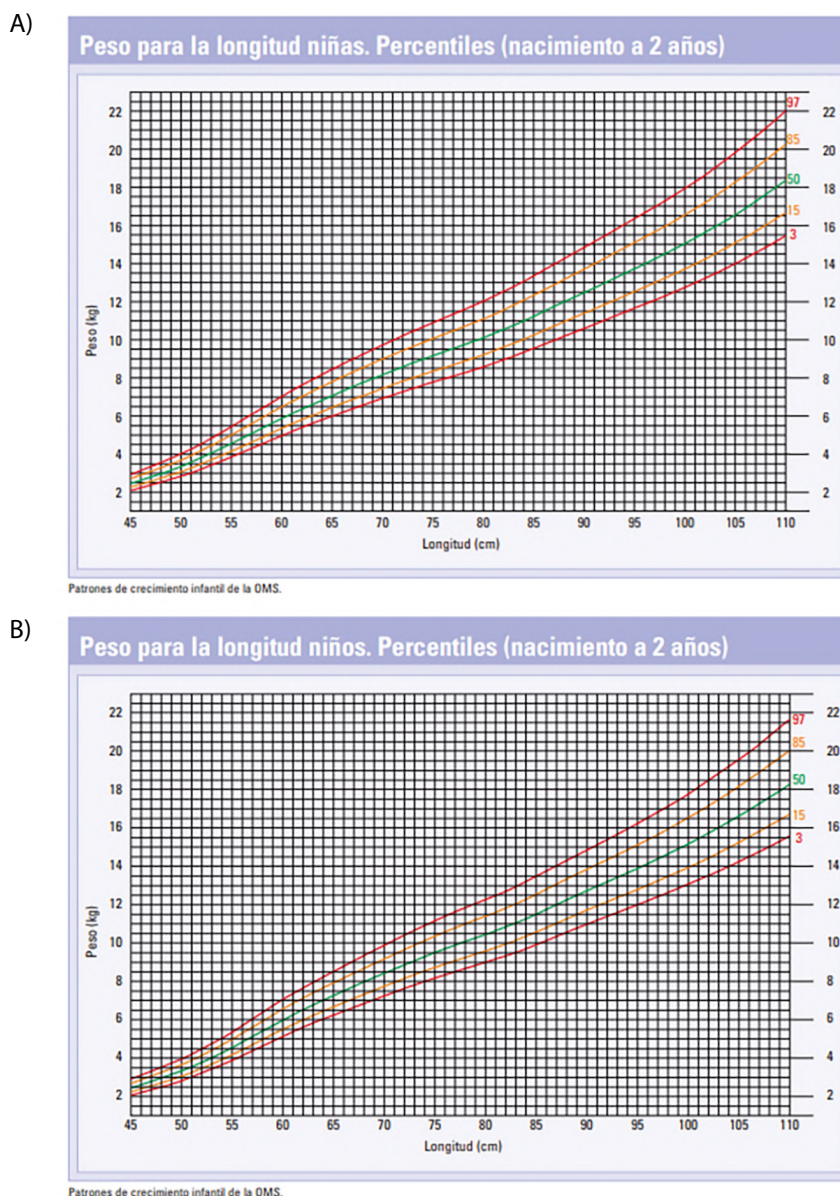 A)
Peso para la longitud niñas. Percentiles (nacimiento a 2 años)
97
22 22
85
20 20
50
18 18
15
16 16
3
14 14
12 12
10 10
8 8
6 6
4 4
2 2
Peso (kg)
45 50 55 60 65 70 75 80 85 90 95 100 105 110
Longitud (cm)
Patrones de crecimiento infantil de la OMS.
B)
Peso para la longitud niños. Percentiles (nacimiento a 2 años)
22 22
97
85
20 20
50
18 18
15
16 16
3
14 14
12 12
10 10
8 8
6 6
4 4
2 2
Peso (kg)
45 50 55 60 65 70 75 80 85 90 95 100 105 110
Longitud (cm)
Patrones de crecimiento infantil de la OMS.